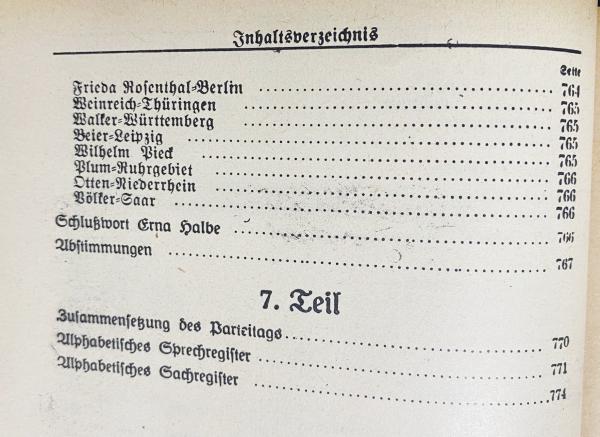 Inhaltsverzeichnis
Seite
Frieda Rosenthal-Berlin 764
Weinreich-Thüringen 765
Walker-Württemberg 765
Beier-Leipzig 765
Wilhelm Pieck 765
Plum-Ruhrgebiet 766
Otten-Niederrhein 766
Völker-Saar 766
Schlußwort Erna Halbe 766
Abstimmungen 767
7. Teil
Zusammensetzung des Parteitags 770
Alphabetisches Sprechregister 771
Alphabetisches Sachregister 774